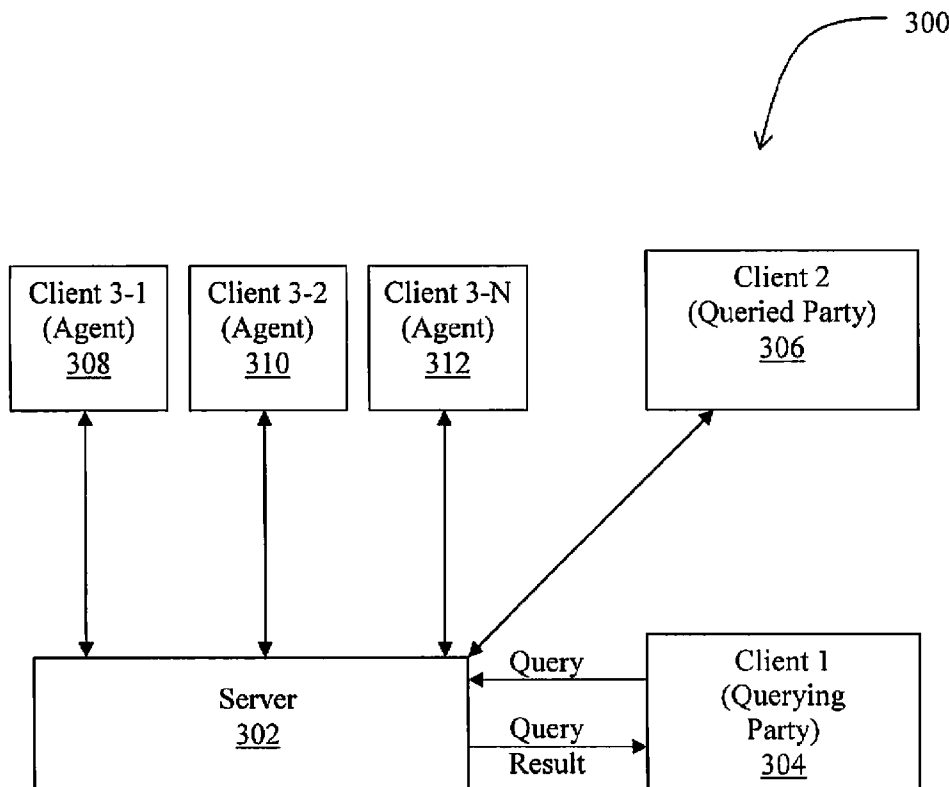 300
Client 3-1
(Agent)
308
Client 3-2
(Agent)
310
Client 3-N
(Agent)
312
Client 2
(Queried Party)
306
Server
302
Query
Query
Result
Client 1
(Querying
Party)
304